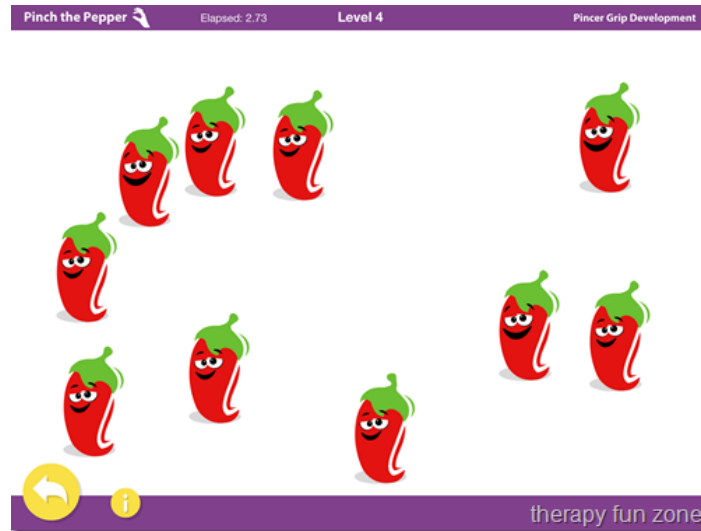 Pinch the Pepper Elapsed: 2.73 Level 4 Pincer Grip Development
i
therapy fun zone